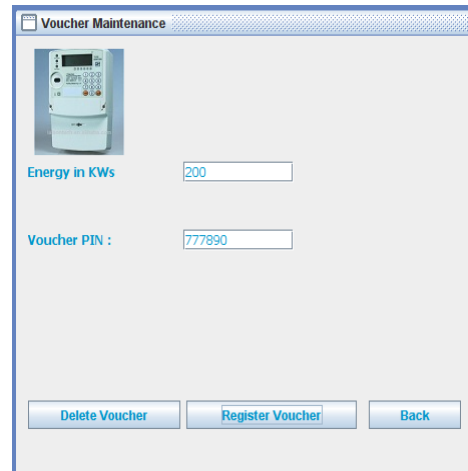 Voucher Maintenance
Energy in KWs 200
Voucher PIN : 777890
Delete Voucher Register Voucher Back